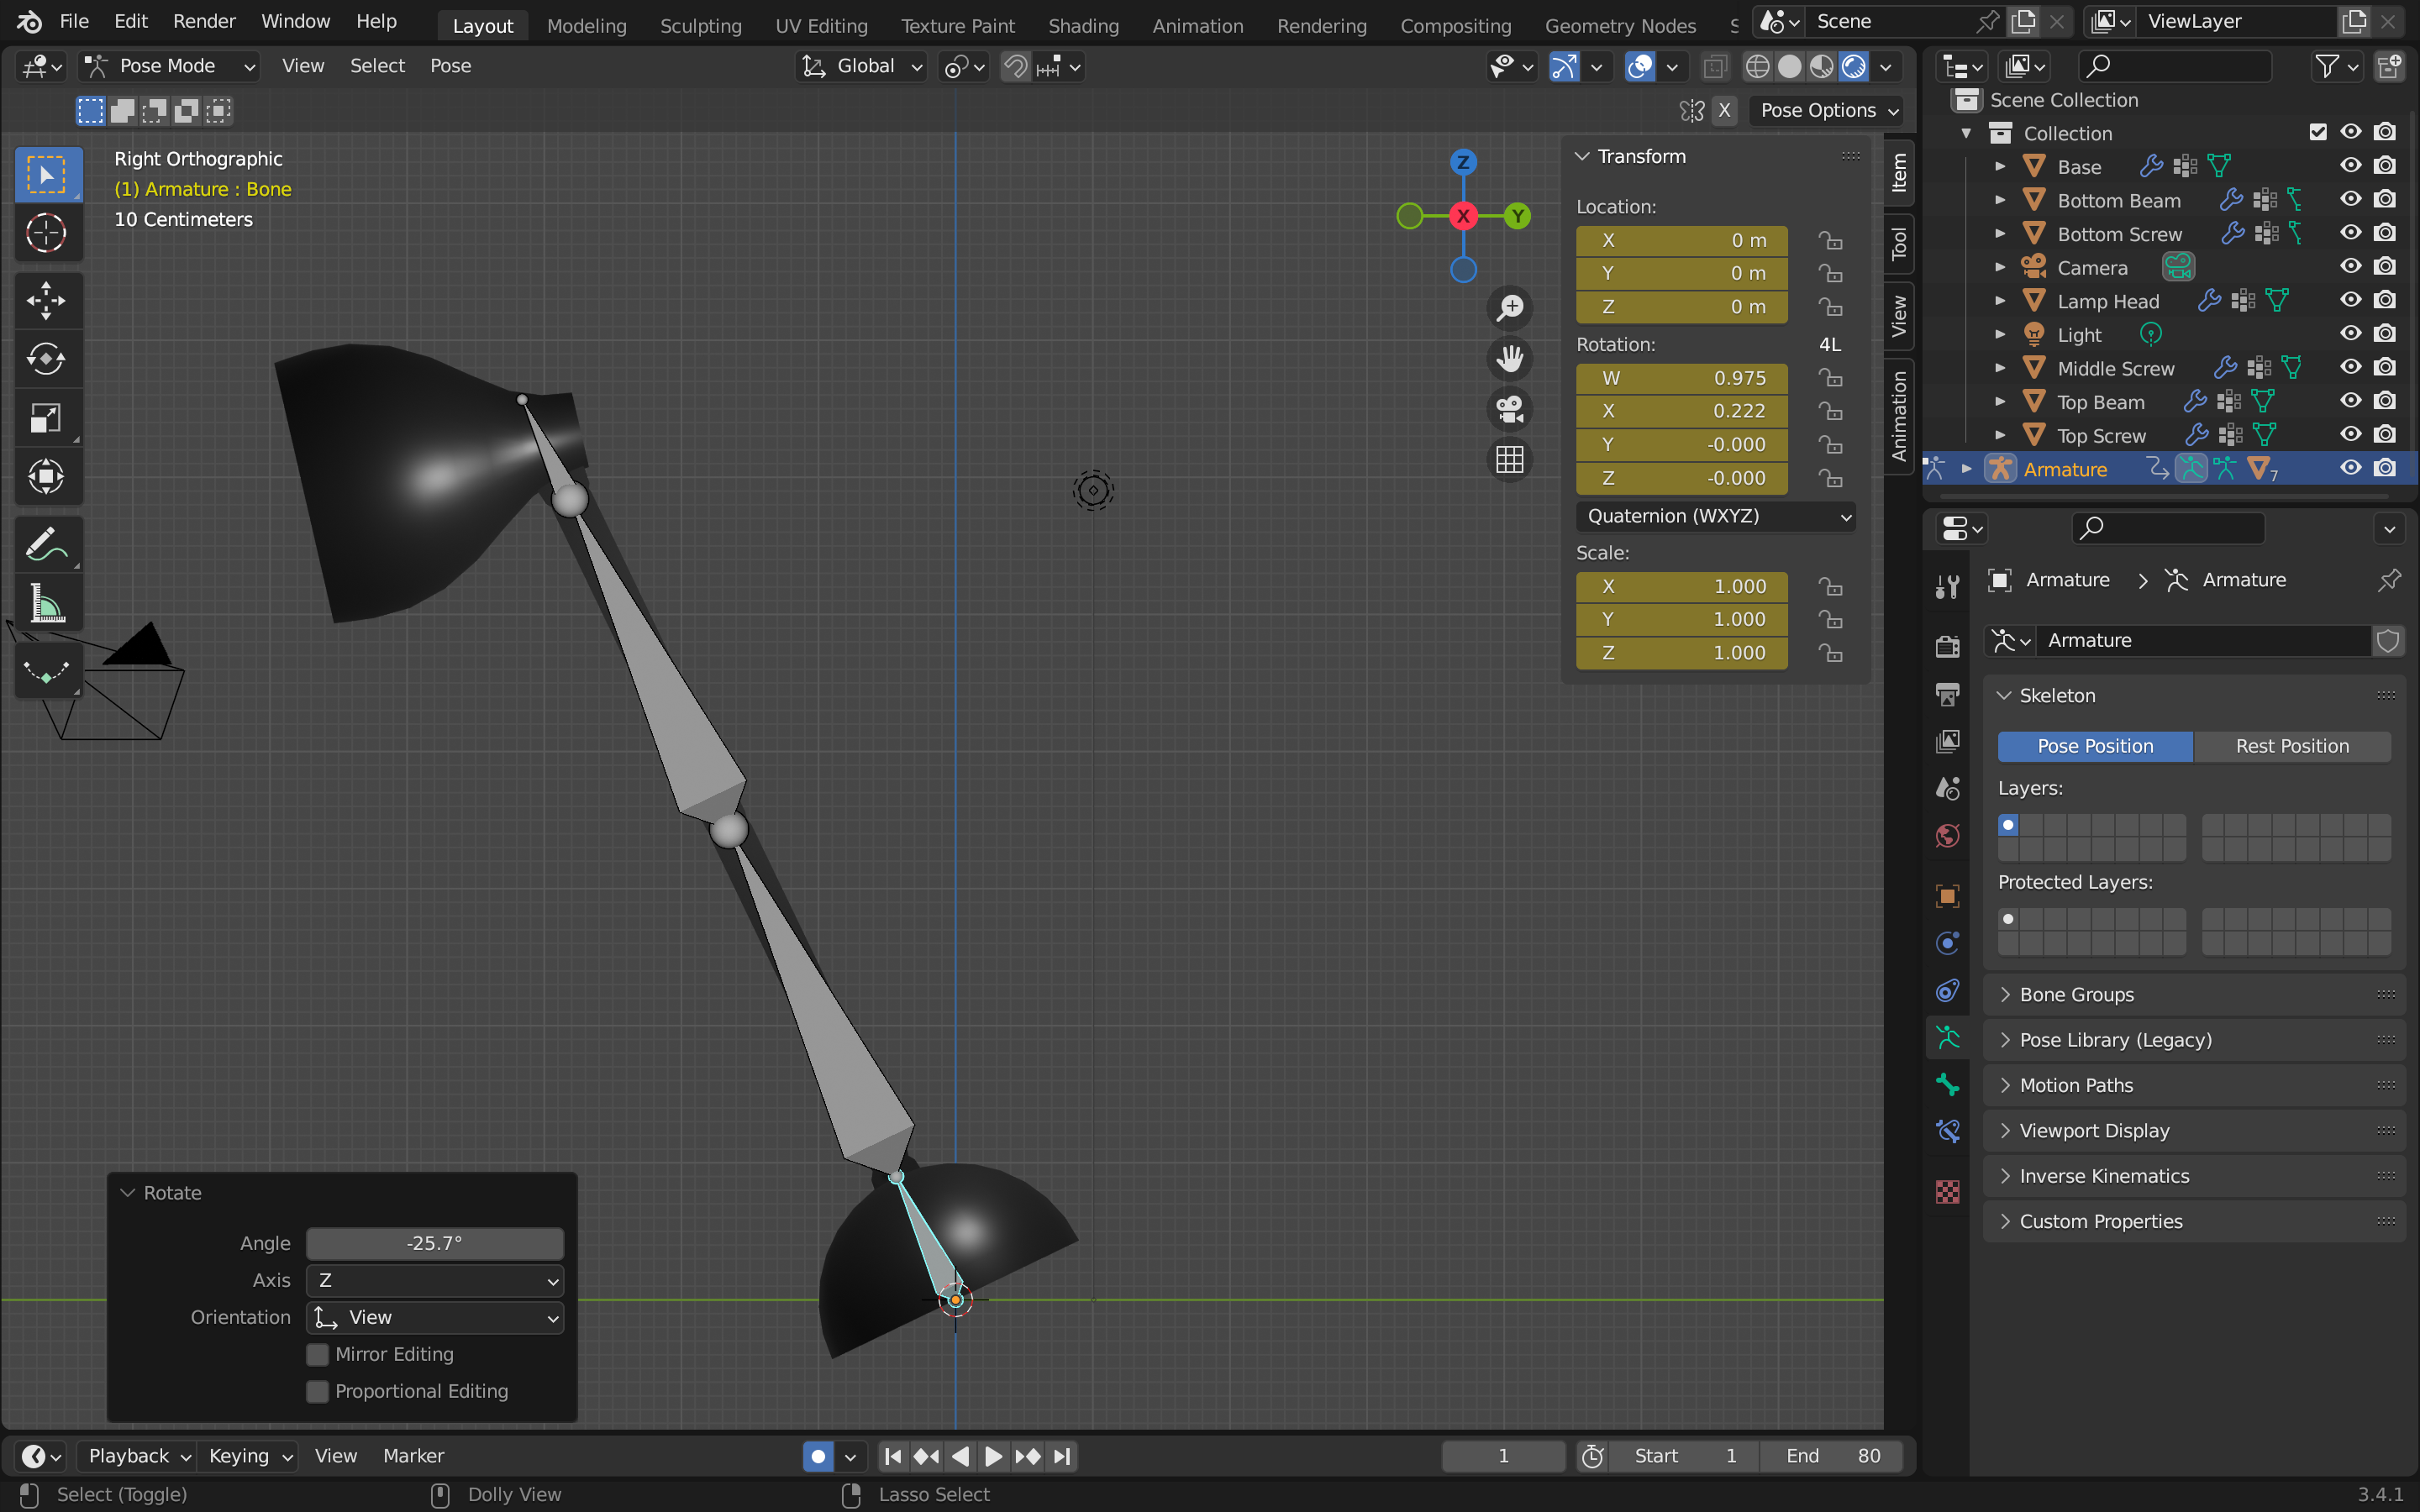 File Edit Render Window Help Layout Modeling Sculpting UV Editing Texture Paint Shading Animation Rendering Compositing Geometry Nodes Scene ViewLayer
Pose Mode View Select Pose Global
X Pose Options
Right Orthographic
(1) Armature : Bone
10 Centimeters
Z
X
Y
Transform
Location:
X 0 m
Y 0 m
Z 0 m
Rotation: 4L
W 0.975
X 0.222
Y -0.000
Z -0.000
Quaternion (WXYZ)
Scale:
X 1.000
Y 1.000
Z 1.000
Item
Tool
View
Animation
Scene Collection
Collection
Base
Bottom Beam
Bottom Screw
Camera
Lamp Head
Light
Middle Screw
Top Beam
Top Screw
Armature 7
Armature > Armature
Armature
Skeleton
Pose Position Rest Position
Layers:
Protected Layers:
Bone Groups
Pose Library (Legacy)
Motion Paths
Viewport Display
Inverse Kinematics
Custom Properties
Rotate
Angle -25.7°
Axis Z
Orientation View
Mirror Editing
Proportional Editing
Playback Keying View Marker 1 Start 1 End 80
Select (Toggle) Dolly View Lasso Select 3.4.1